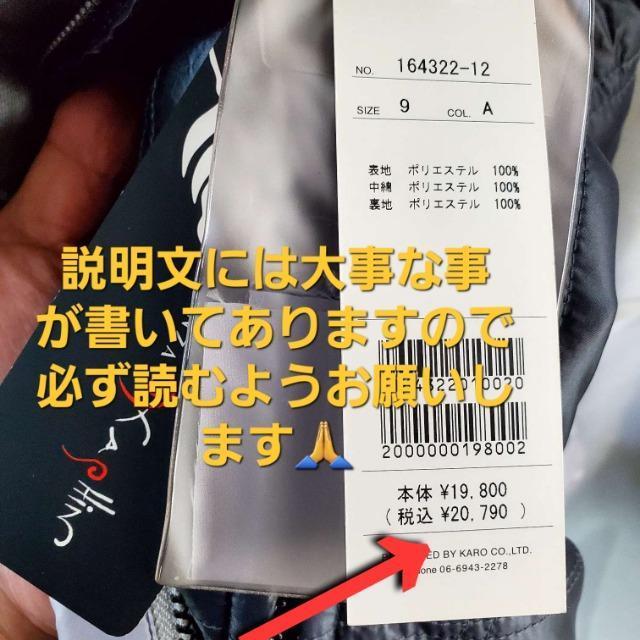 NO. 164322-12
SIZE 9 COL. A
表地 ポリエステル 100%
中綿 ポリエステル 100%
裏地 ポリエステル 100%
説明文には大事な事
が書いてありますので
必ず読むようお願いし
ます🙏
4322010020
2000000198002
本体 ¥19,800
( 税込 ¥20,790 )
ED BY KARO CO.,LTD.
one 06-6943-2278